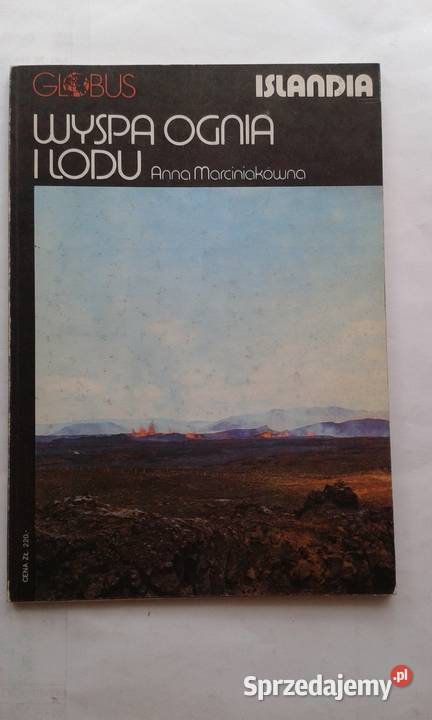 GLOBUS ISLANDIA
WYSPA OGNIA
I LODU Anna Marciniakówna
CENA ZŁ 220,-
Sprzedajemy.pl